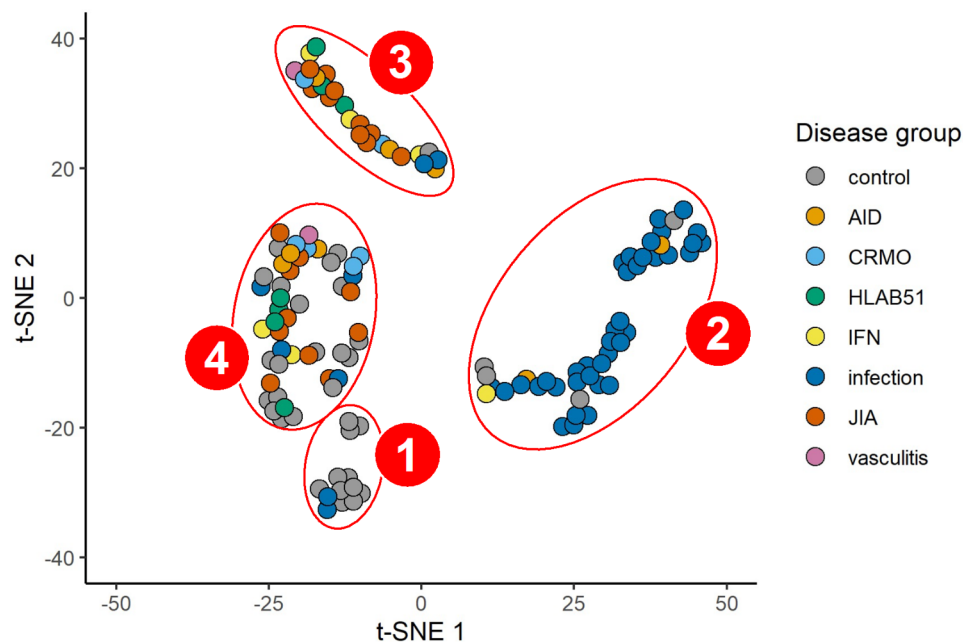 40
20
0
-20
-40
t-SNE 2
-50
-25
0
25
50
t-SNE 1
3
2
4
1
Disease group
control
AID
CRMO
HLAB51
IFN
infection
JIA
vasculitis